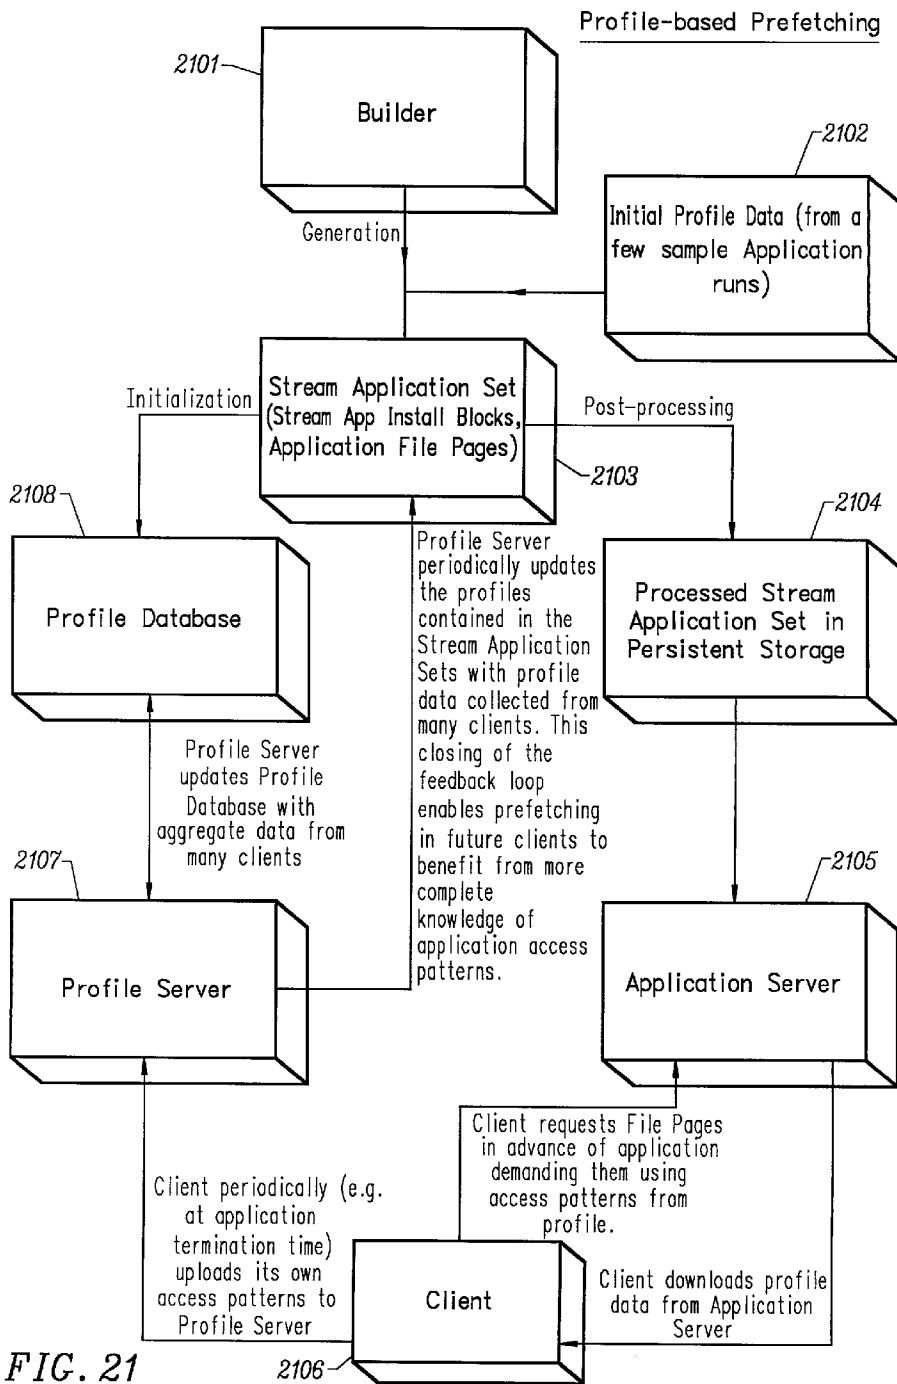 Profile-based Prefetching
2101
Builder
2102
Initial Profile Data (from a
few sample Application
runs)
Generation
Initialization
Stream Application Set
(Stream App Install Blocks,
Application File Pages)
Post-processing
2103
2108
Profile Database
2104
Processed Stream
Application Set in
Persistent Storage
Profile Server
periodically updates
the profiles
contained in the
Stream Application
Sets with profile
data collected from
many clients. This
closing of the
feedback loop
enables prefetching
in future clients to
benefit from more
complete
knowledge of
application access
patterns.
Profile Server
updates Profile
Database with
aggregate data from
many clients
2107
Profile Server
2105
Application Server
Client requests File Pages
in advance of application
demanding them using
access patterns from
profile.
Client periodically (e.g.
at application
termination time)
uploads its own
access patterns to
Profile Server
Client
2106
Client downloads profile
data from Application
Server
FIG. 21